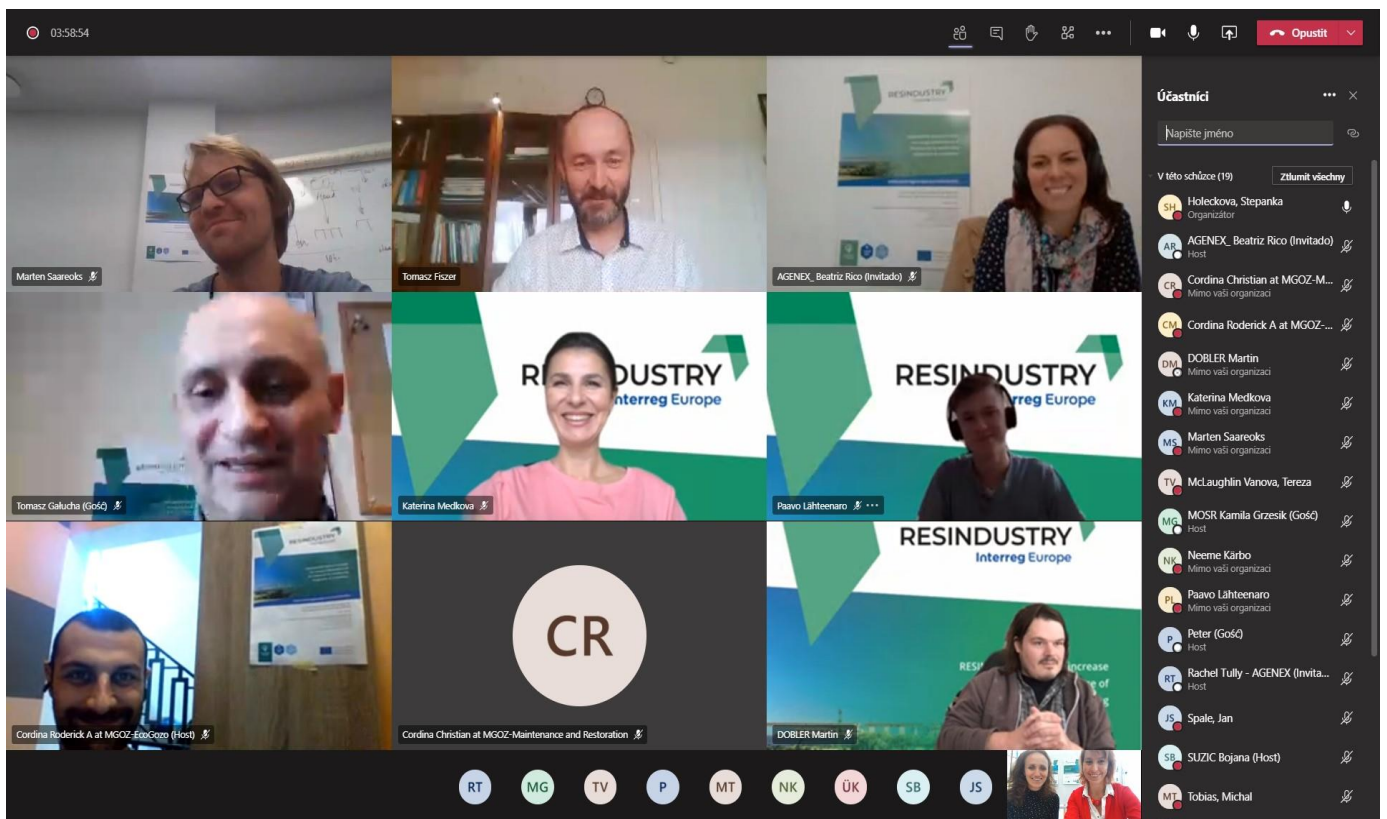 03:58:54
Opustit
RESINDUSTRY
Marten Saareoks
Tomasz Fiszer
AGENEX_ Beatriz Rico (Invitado)
RESINDUSTRY
Interreg Europe
RESINDUSTRY
Tomasz Gałucha (Gość)
Katerina Medkova
Paavo Lähteenaro
RESINDUSTRY
RESINDUSTRY
Interreg Europe
increase
of
Cordina Roderick A at MGOZ-EcoGozo (Host)
CR
Cordina Christian at MGOZ-Maintenance and Restoration
DOBLER Martin
RT
MG
TV
P
MT
NK
ÜK
SB
JS
Účastníci
Napište jméno
V této schůzce (19)
Ztlumit všechny
SH
Holeckova, Stepanka
Organizátor
AR
AGENEX_ Beatriz Rico (Invitado)
Host
CR
Cordina Christian at MGOZ-M...
Mimo vaši organizaci
CM
Cordina Roderick A at MGOZ-...
DM
DOBLER Martin
Mimo vaši organizaci
KM
Katerina Medkova
Mimo vaši organizaci
MS
Marten Saareoks
Mimo vaši organizaci
TV
McLaughlin Vanova, Tereza
MG
MOSR Kamila Grzesik (Gość)
Host
NK
Neeme Kärbo
Mimo vaši organizaci
PL
Paavo Lähteenaro
Mimo vaši organizaci
P
Peter (Gość)
Host
RT
Rachel Tully - AGENEX (Invita...
Host
JS
Spale, Jan
SB
SUZIC Bojana (Host)
MT
Tobias, Michal